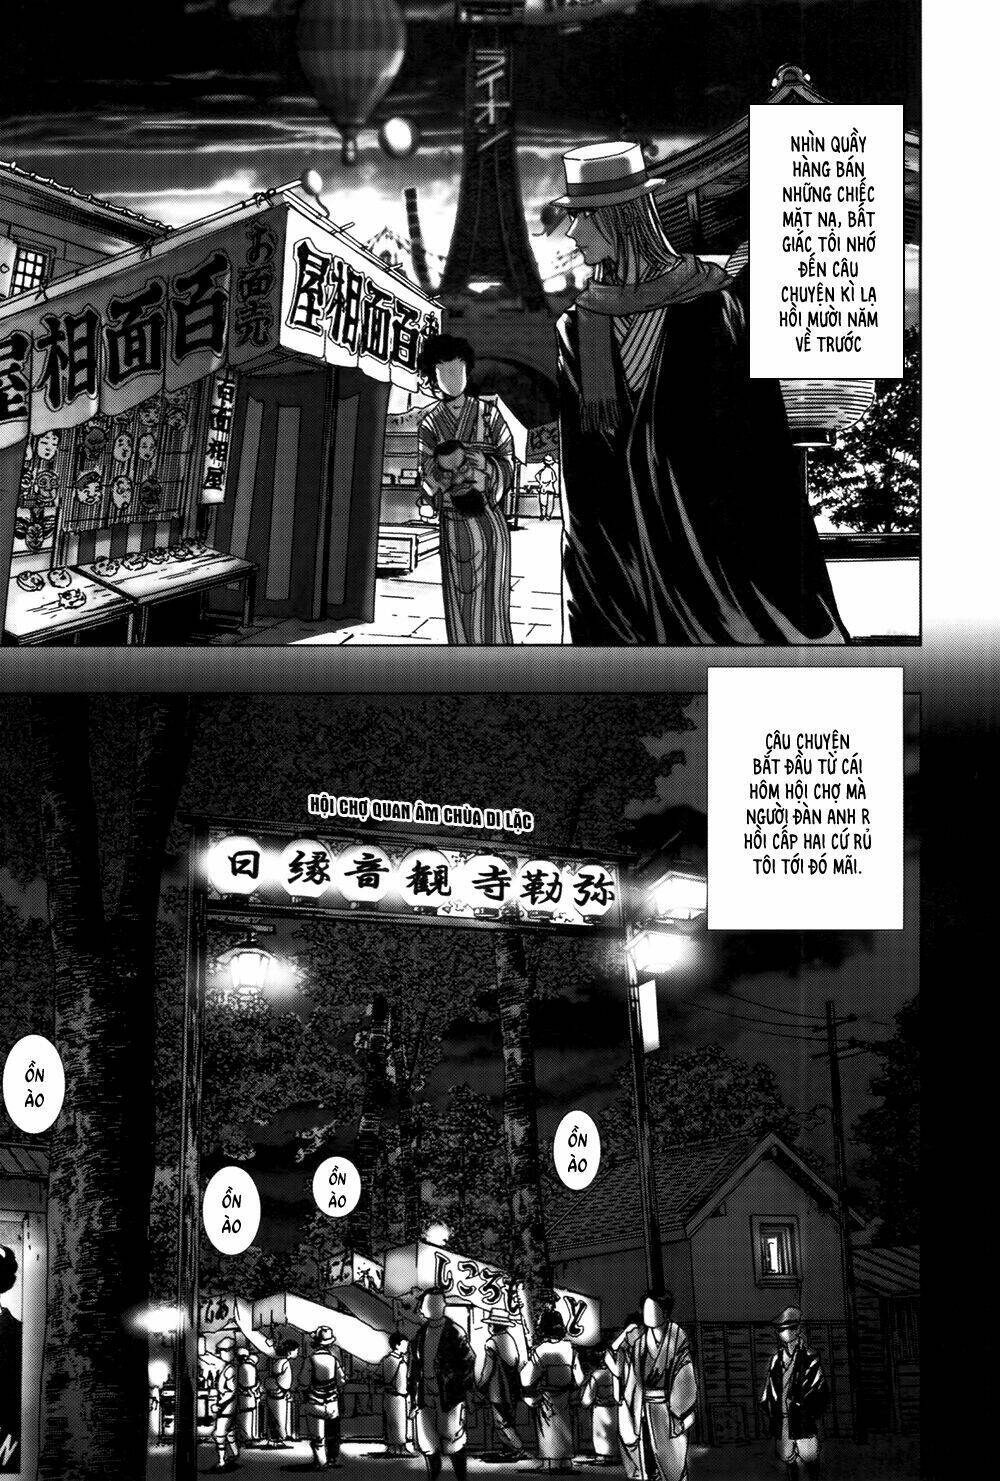 ライオン
NHÌN QUẦY
HÀNG BÁN
NHỮNG CHIẾC
MẶT NẠ, BẤT
GIÁC TÔI NHỚ
ĐẾN CÂU
CHUYỆN KÌ LẠ
HỒI MƯỜI NĂM
VỀ TRƯỚC
お面売
百面相屋
百面相屋
百面相屋
CÂU CHUYỆN
BẮT ĐẦU TỪ CÁI
HÔM HỘI CHỢ MÀ
NGƯỜI ĐÀN ANH R
HỒI CẤP HAI CỨ RỦ
TÔI TỚI ĐÓ MÃI.
HỘI CHỢ QUAN ÂM CHÙA DI LẶC
日縁音観寺勒弥
ỒN
ÀO
ỒN
ÀO
ỒN
ÀO
ỒN
ÀO
しころもと